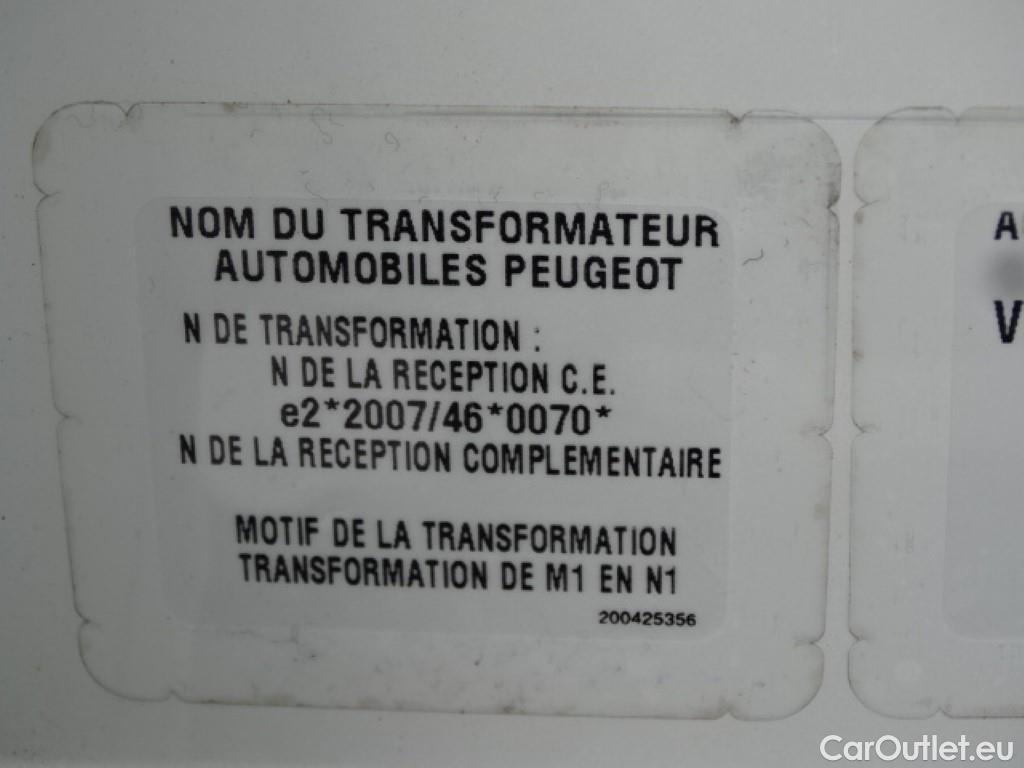 NOM DU TRANSFORMATEUR
AUTOMOBILES PEUGEOT
N DE TRANSFORMATION :
N DE LA RECEPTION C.E.
e2*2007/46*0070*
N DE LA RECEPTION COMPLEMENTAIRE
MOTIF DE LA TRANSFORMATION
TRANSFORMATION DE M1 EN N1
200425356
A
V
CarOutlet.eu